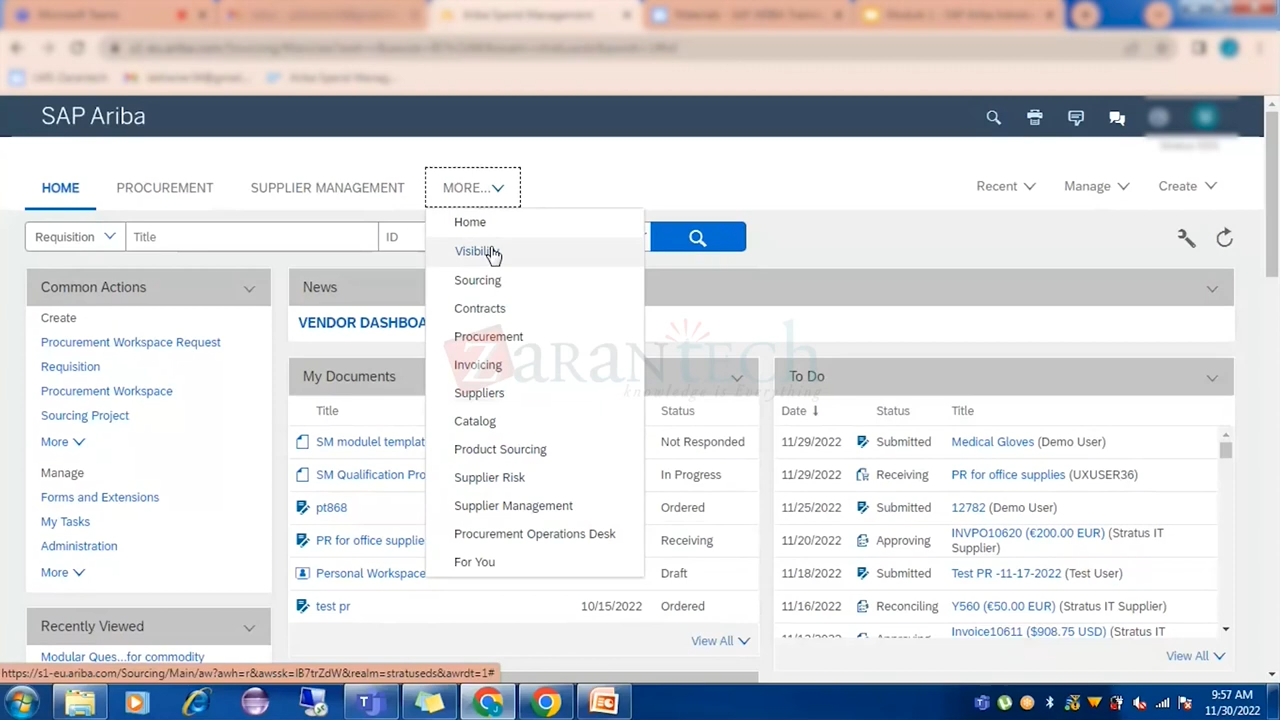 SAP Ariba
HOME
PROCUREMENT
SUPPLIER MANAGEMENT
MORE...
Recent
Manage
Create
Requisition
Title
ID
Home
Visibility
Sourcing
Contracts
Procurement
Invoicing
Suppliers
Catalog
Product Sourcing
Supplier Risk
Supplier Management
Procurement Operations Desk
For You
Common Actions
Create
Procurement Workspace Request
Requisition
Procurement Workspace
Sourcing Project
More
Manage
Forms and Extensions
My Tasks
Administration
More
Recently Viewed
Modular Ques...for commodity
News
VENDOR DASHBOA
My Documents
Title Status
SM modulel templat Not Responded
SM Qualification Pro In Progress
pt868 Ordered
PR for office supplie Receiving
Personal Workspace Draft
test pr 10/15/2022 Ordered
View All
To Do
Date Status Title
11/29/2022 Submitted Medical Gloves (Demo User)
11/29/2022 Receiving PR for office supplies (UXUSER36)
11/25/2022 Submitted 12782 (Demo User)
11/20/2022 Approving INVPO10620 (€200.00 EUR) (Stratus IT
Supplier)
11/18/2022 Submitted Test PR -11-17-2022 (Test User)
11/16/2022 Reconciling Y560 (€50.00 EUR) (Stratus IT Supplier)
Approving Invoice10611 ($908.75 USD) (Stratus IT
View All
ZARANTECH
knowledge is Everything
https://s1-eu.ariba.com/Sourcing/Main/aw?awh=r&awssk=IB7trZdW&realm=stratuseds&awrdt=1#
9:57 AM
11/30/2022